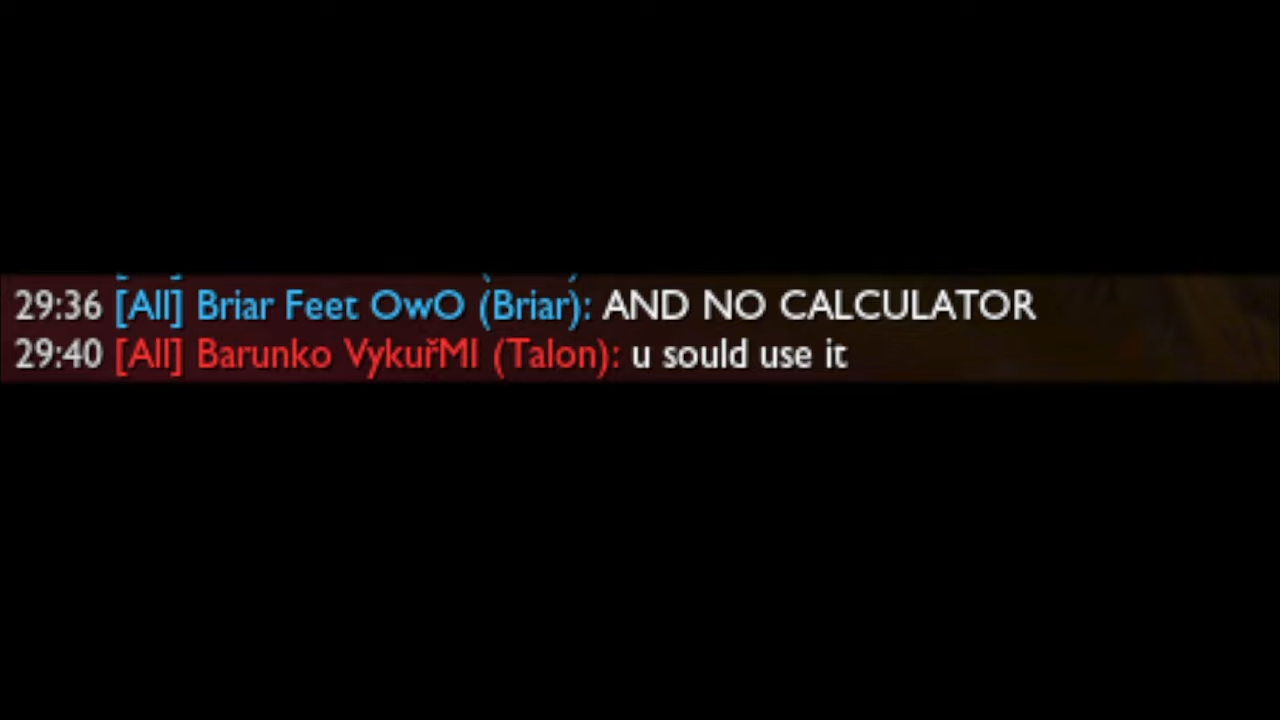 29:36 [All] Briar Feet OwO (Briar): AND NO CALCULATOR
29:40 [All] Barunko VykuřMI (Talon): u sould use it